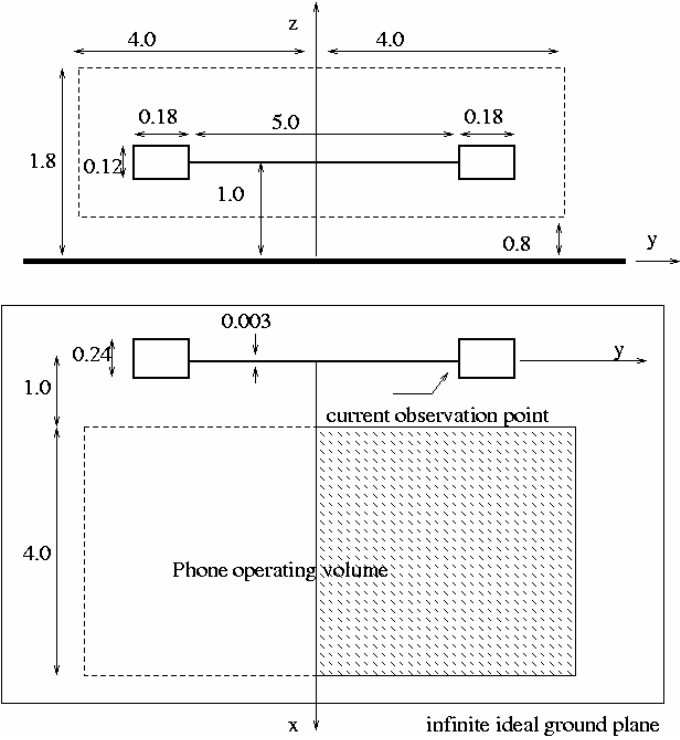 z
4.0 4.0
0.18 5.0 0.18
1.8 0.12
1.0
0.8 y
0.003
0.24 y
1.0
current observation point
4.0
Phone operating volume
x infinite ideal ground plane